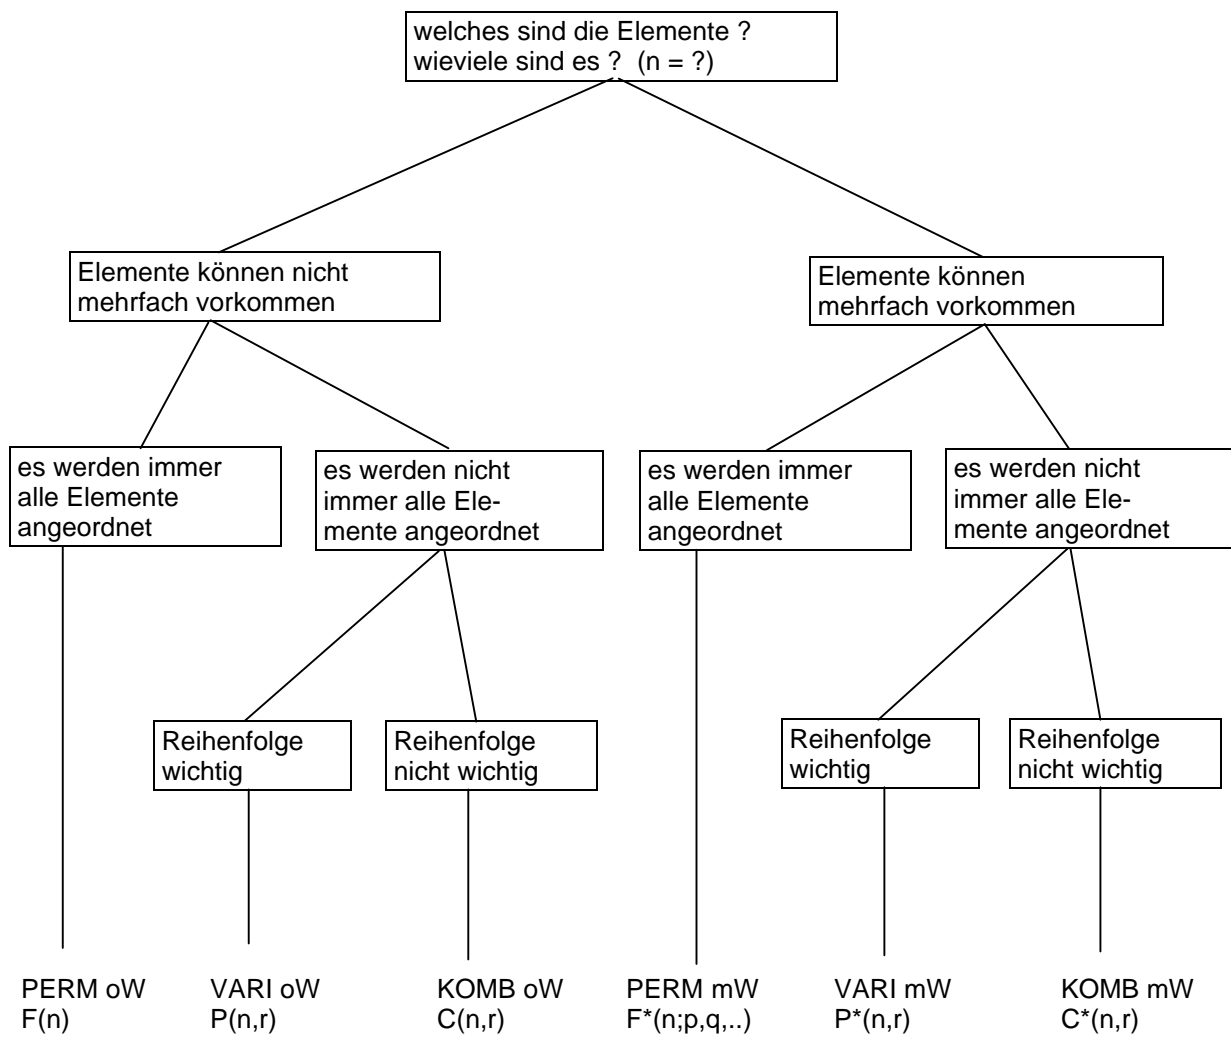 welches sind die Elemente ?
wieviele sind es ?  (n = ?)
Elemente können nicht
mehrfach vorkommen
Elemente können
mehrfach vorkommen
es werden immer
alle Elemente
angeordnet
es werden nicht
immer alle Ele-
mente angeordnet
es werden immer
alle Elemente
angeordnet
es werden nicht
immer alle Ele-
mente angeordnet
Reihenfolge
wichtig
Reihenfolge
nicht wichtig
Reihenfolge
wichtig
Reihenfolge
nicht wichtig
PERM oW
F(n)
VARI oW
P(n,r)
KOMB oW
C(n,r)
PERM mW
F*(n;p,q,..)
VARI mW
P*(n,r)
KOMB mW
C*(n,r)